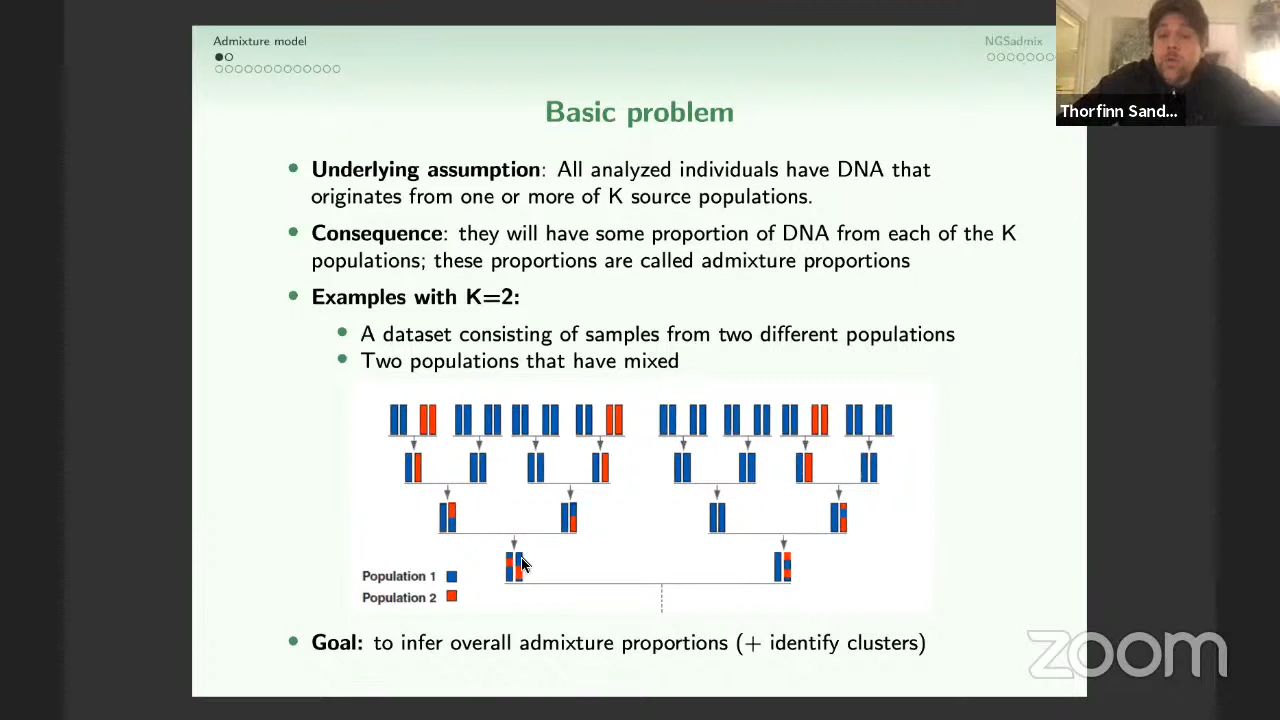 Admixture model
NGSadmix
Thorfinn Sand...
Basic problem
Underlying assumption: All analyzed individuals have DNA that
originates from one or more of K source populations.
Consequence: they will have some proportion of DNA from each of the K
populations; these proportions are called admixture proportions
Examples with K=2:
A dataset consisting of samples from two different populations
Two populations that have mixed
Population 1
Population 2
Goal: to infer overall admixture proportions (+ identify clusters)
zoom